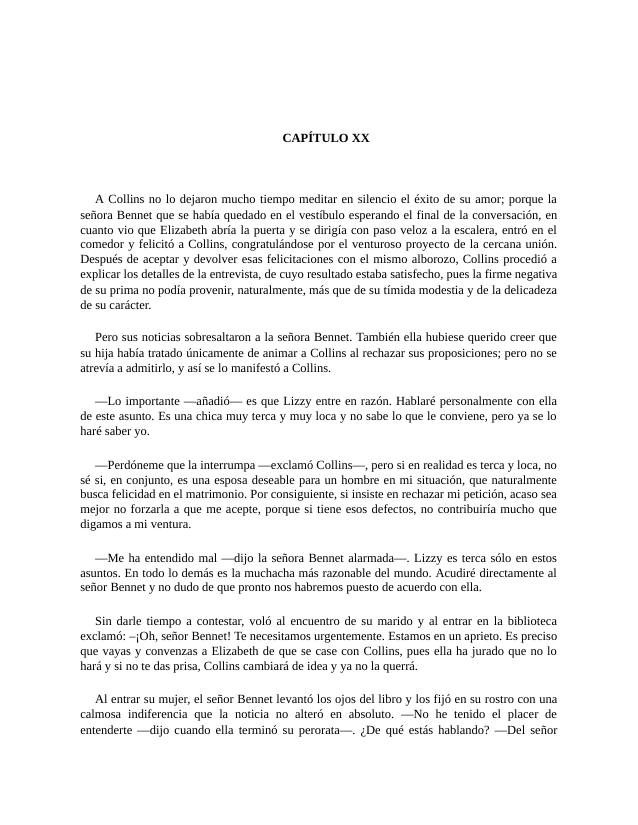 CAPÍTULO XX
A Collins no lo dejaron mucho tiempo meditar en silencio el éxito de su amor; porque la
señora Bennet que se había quedado en el vestíbulo esperando el final de la conversación, en
cuanto vio que Elizabeth abría la puerta y se dirigía con paso veloz a la escalera, entró en el
comedor y felicitó a Collins, congratulándose por el venturoso proyecto de la cercana unión.
Después de aceptar y devolver esas felicitaciones con el mismo alborozo, Collins procedió a
explicar los detalles de la entrevista, de cuyo resultado estaba satisfecho, pues la firme negativa
de su prima no podía provenir, naturalmente, más que de su tímida modestia y de la delicadeza
de su carácter.
Pero sus noticias sobresaltaron a la señora Bennet. También ella hubiese querido creer que
su hija había tratado únicamente de animar a Collins al rechazar sus proposiciones; pero no se
atrevía a admitirlo, y así se lo manifestó a Collins.
—Lo importante —añadió— es que Lizzy entre en razón. Hablaré personalmente con ella
de este asunto. Es una chica muy terca y muy loca y no sabe lo que le conviene, pero ya se lo
haré saber yo.
—Perdóneme que la interrumpa —exclamó Collins—, pero si en realidad es terca y loca, no
sé si, en conjunto, es una esposa deseable para un hombre en mi situación, que naturalmente
busca felicidad en el matrimonio. Por consiguiente, si insiste en rechazar mi petición, acaso sea
mejor no forzarla a que me acepte, porque si tiene esos defectos, no contribuiría mucho que
digamos a mi ventura.
—Me ha entendido mal —dijo la señora Bennet alarmada—. Lizzy es terca sólo en estos
asuntos. En todo lo demás es la muchacha más razonable del mundo. Acudiré directamente al
señor Bennet y no dudo de que pronto nos habremos puesto de acuerdo con ella.
Sin darle tiempo a contestar, voló al encuentro de su marido y al entrar en la biblioteca
exclamó: –¡Oh, señor Bennet! Te necesitamos urgentemente. Estamos en un aprieto. Es preciso
que vayas y convenzas a Elizabeth de que se case con Collins, pues ella ha jurado que no lo
hará y si no te das prisa, Collins cambiará de idea y ya no la querrá.
Al entrar su mujer, el señor Bennet levantó los ojos del libro y los fijó en su rostro con una
calmosa indiferencia que la noticia no alteró en absoluto. —No he tenido el placer de
entenderte —dijo cuando ella terminó su perorata—. ¿De qué estás hablando? —Del señor